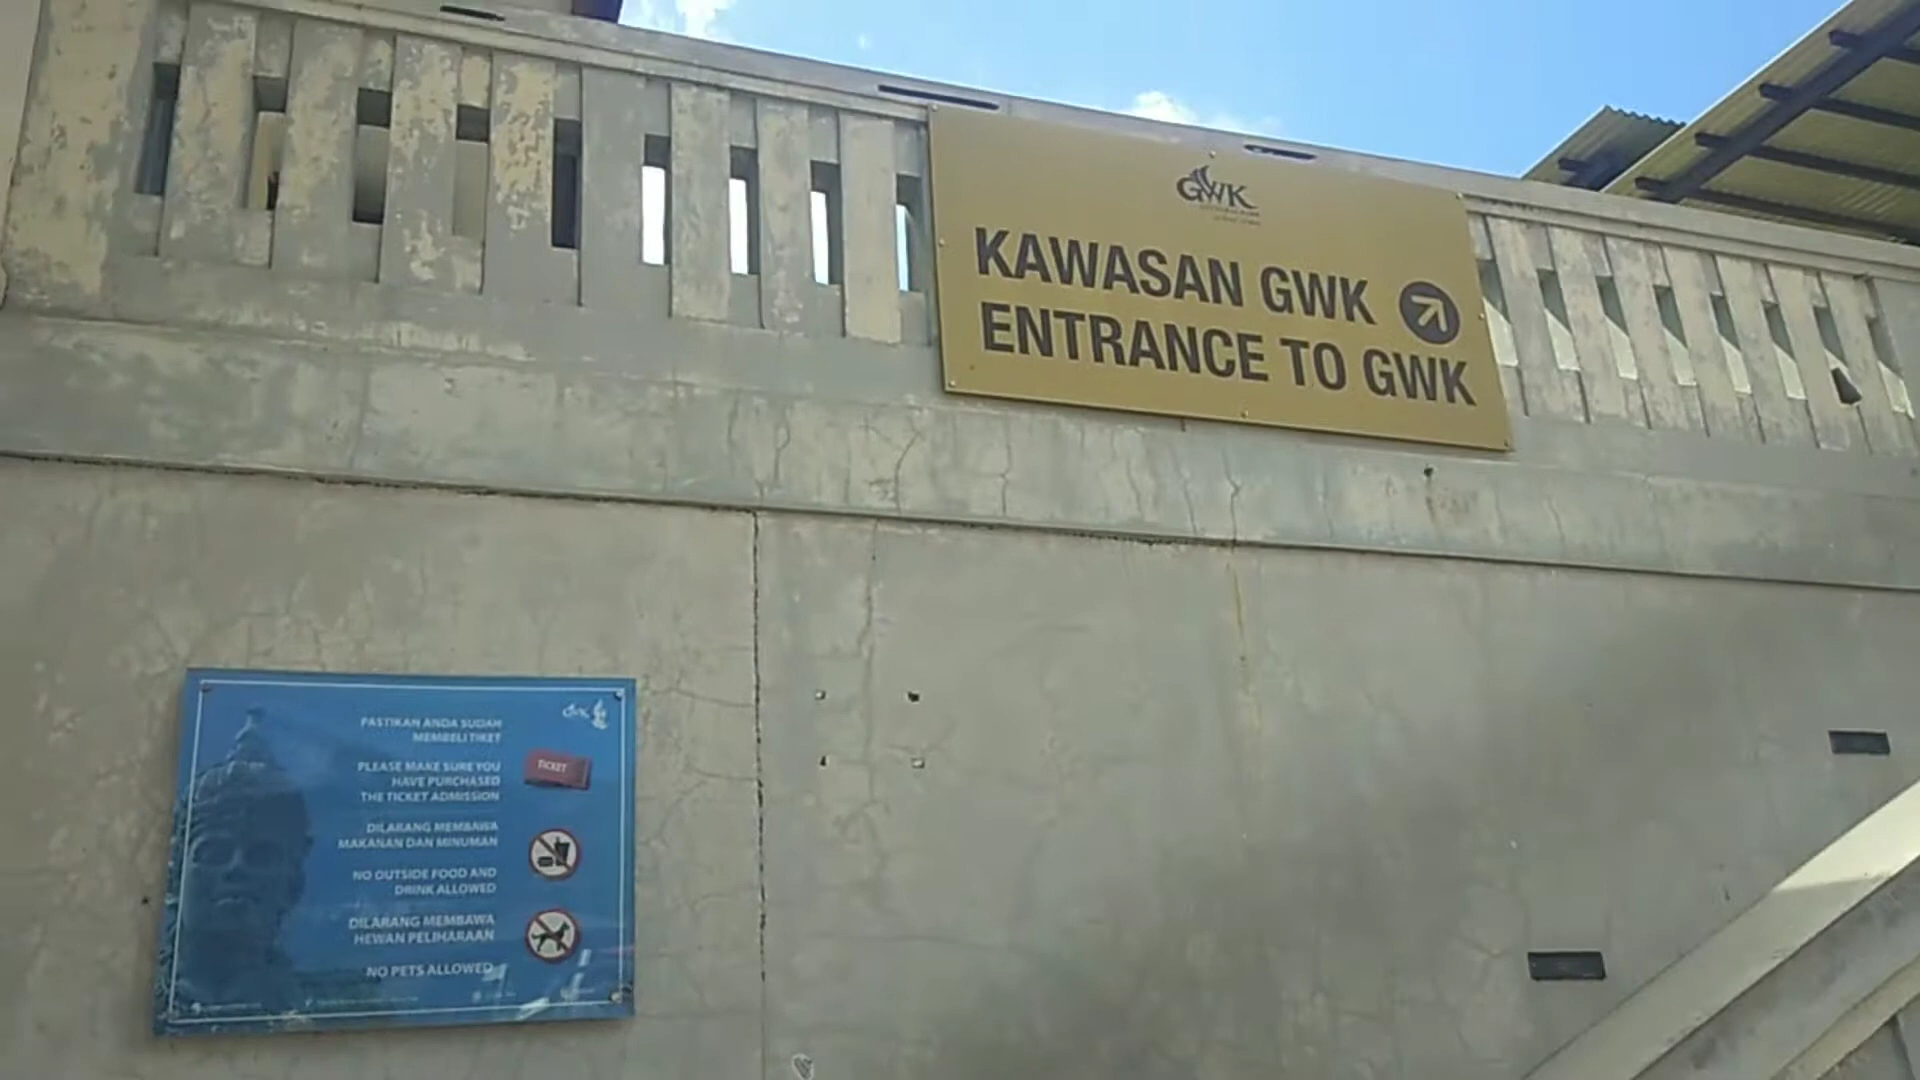 GWK
KAWASAN GWK
ENTRANCE TO GWK
GWK
PASTIKAN ANDA SUDAH
MEMBELI TIKET
PLEASE MAKE SURE YOU
HAVE PURCHASED
THE TICKET ADMISSION
TICKET
DILARANG MEMBAWA
MAKANAN DAN MINUMAN
NO OUTSIDE FOOD AND
DRINK ALLOWED
DILARANG MEMBAWA
HEWAN PELIHARAAN
NO PETS ALLOWED